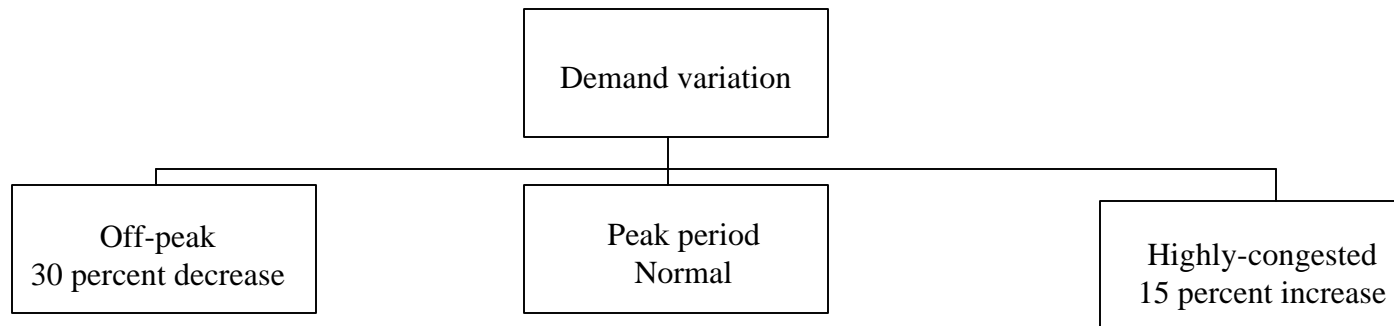 Demand variation
Off-peak
30 percent decrease
Peak period
Normal
Highly-congested
15 percent increase